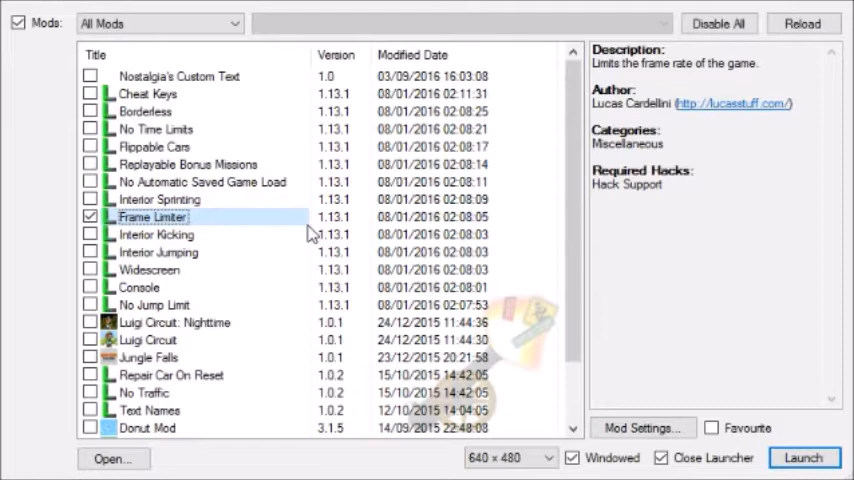 Mods: All Mods Disable All Reload
Title Version Modified Date
Nostalgia's Custom Text 1.0 03/09/2016 16:03:08
Cheat Keys 1.13.1 08/01/2016 02:11:31
Borderless 1.13.1 08/01/2016 02:08:25
No Time Limits 1.13.1 08/01/2016 02:08:21
Flippable Cars 1.13.1 08/01/2016 02:08:17
Replayable Bonus Missions 1.13.1 08/01/2016 02:08:14
No Automatic Saved Game Load 1.13.1 08/01/2016 02:08:11
Interior Sprinting 1.13.1 08/01/2016 02:08:09
Frame Limiter 1.13.1 08/01/2016 02:08:05
Interior Kicking 1.13.1 08/01/2016 02:08:03
Interior Jumping 1.13.1 08/01/2016 02:08:03
Widescreen 1.13.1 08/01/2016 02:08:03
Console 1.13.1 08/01/2016 02:08:01
No Jump Limit 1.13.1 08/01/2016 02:07:53
Luigi Circuit: Nighttime 1.0.1 24/12/2015 11:44:36
Luigi Circuit 1.0.1 24/12/2015 11:44:30
Jungle Falls 1.0.1 23/12/2015 20:21:58
Repair Car On Reset 1.0.2 15/10/2015 14:42:05
No Traffic 1.0.2 15/10/2015 14:42:05
Text Names 1.0.2 12/10/2015 14:04:05
Donut Mod 3.1.5 14/09/2015 22:48:08
Description:
Limits the frame rate of the game.
Author:
Lucas Cardellini (http://lucasstuff.com/)
Categories:
Miscellaneous
Required Hacks:
Hack Support
Mod Settings... Favourite
Open... 640 × 480 Windowed Close Launcher Launch